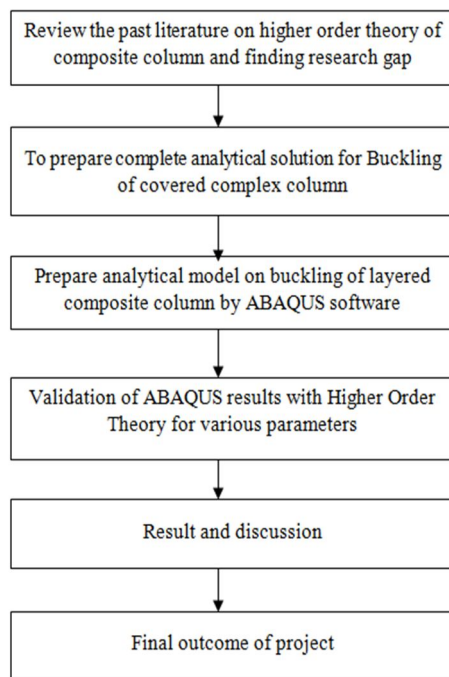 Review the past literature on higher order theory of
composite column and finding research gap
To prepare complete analytical solution for Buckling
of covered complex column
Prepare analytical model on buckling of layered
composite column by ABAQUS software
Validation of ABAQUS results with Higher Order
Theory for various parameters
Result and discussion
Final outcome of project